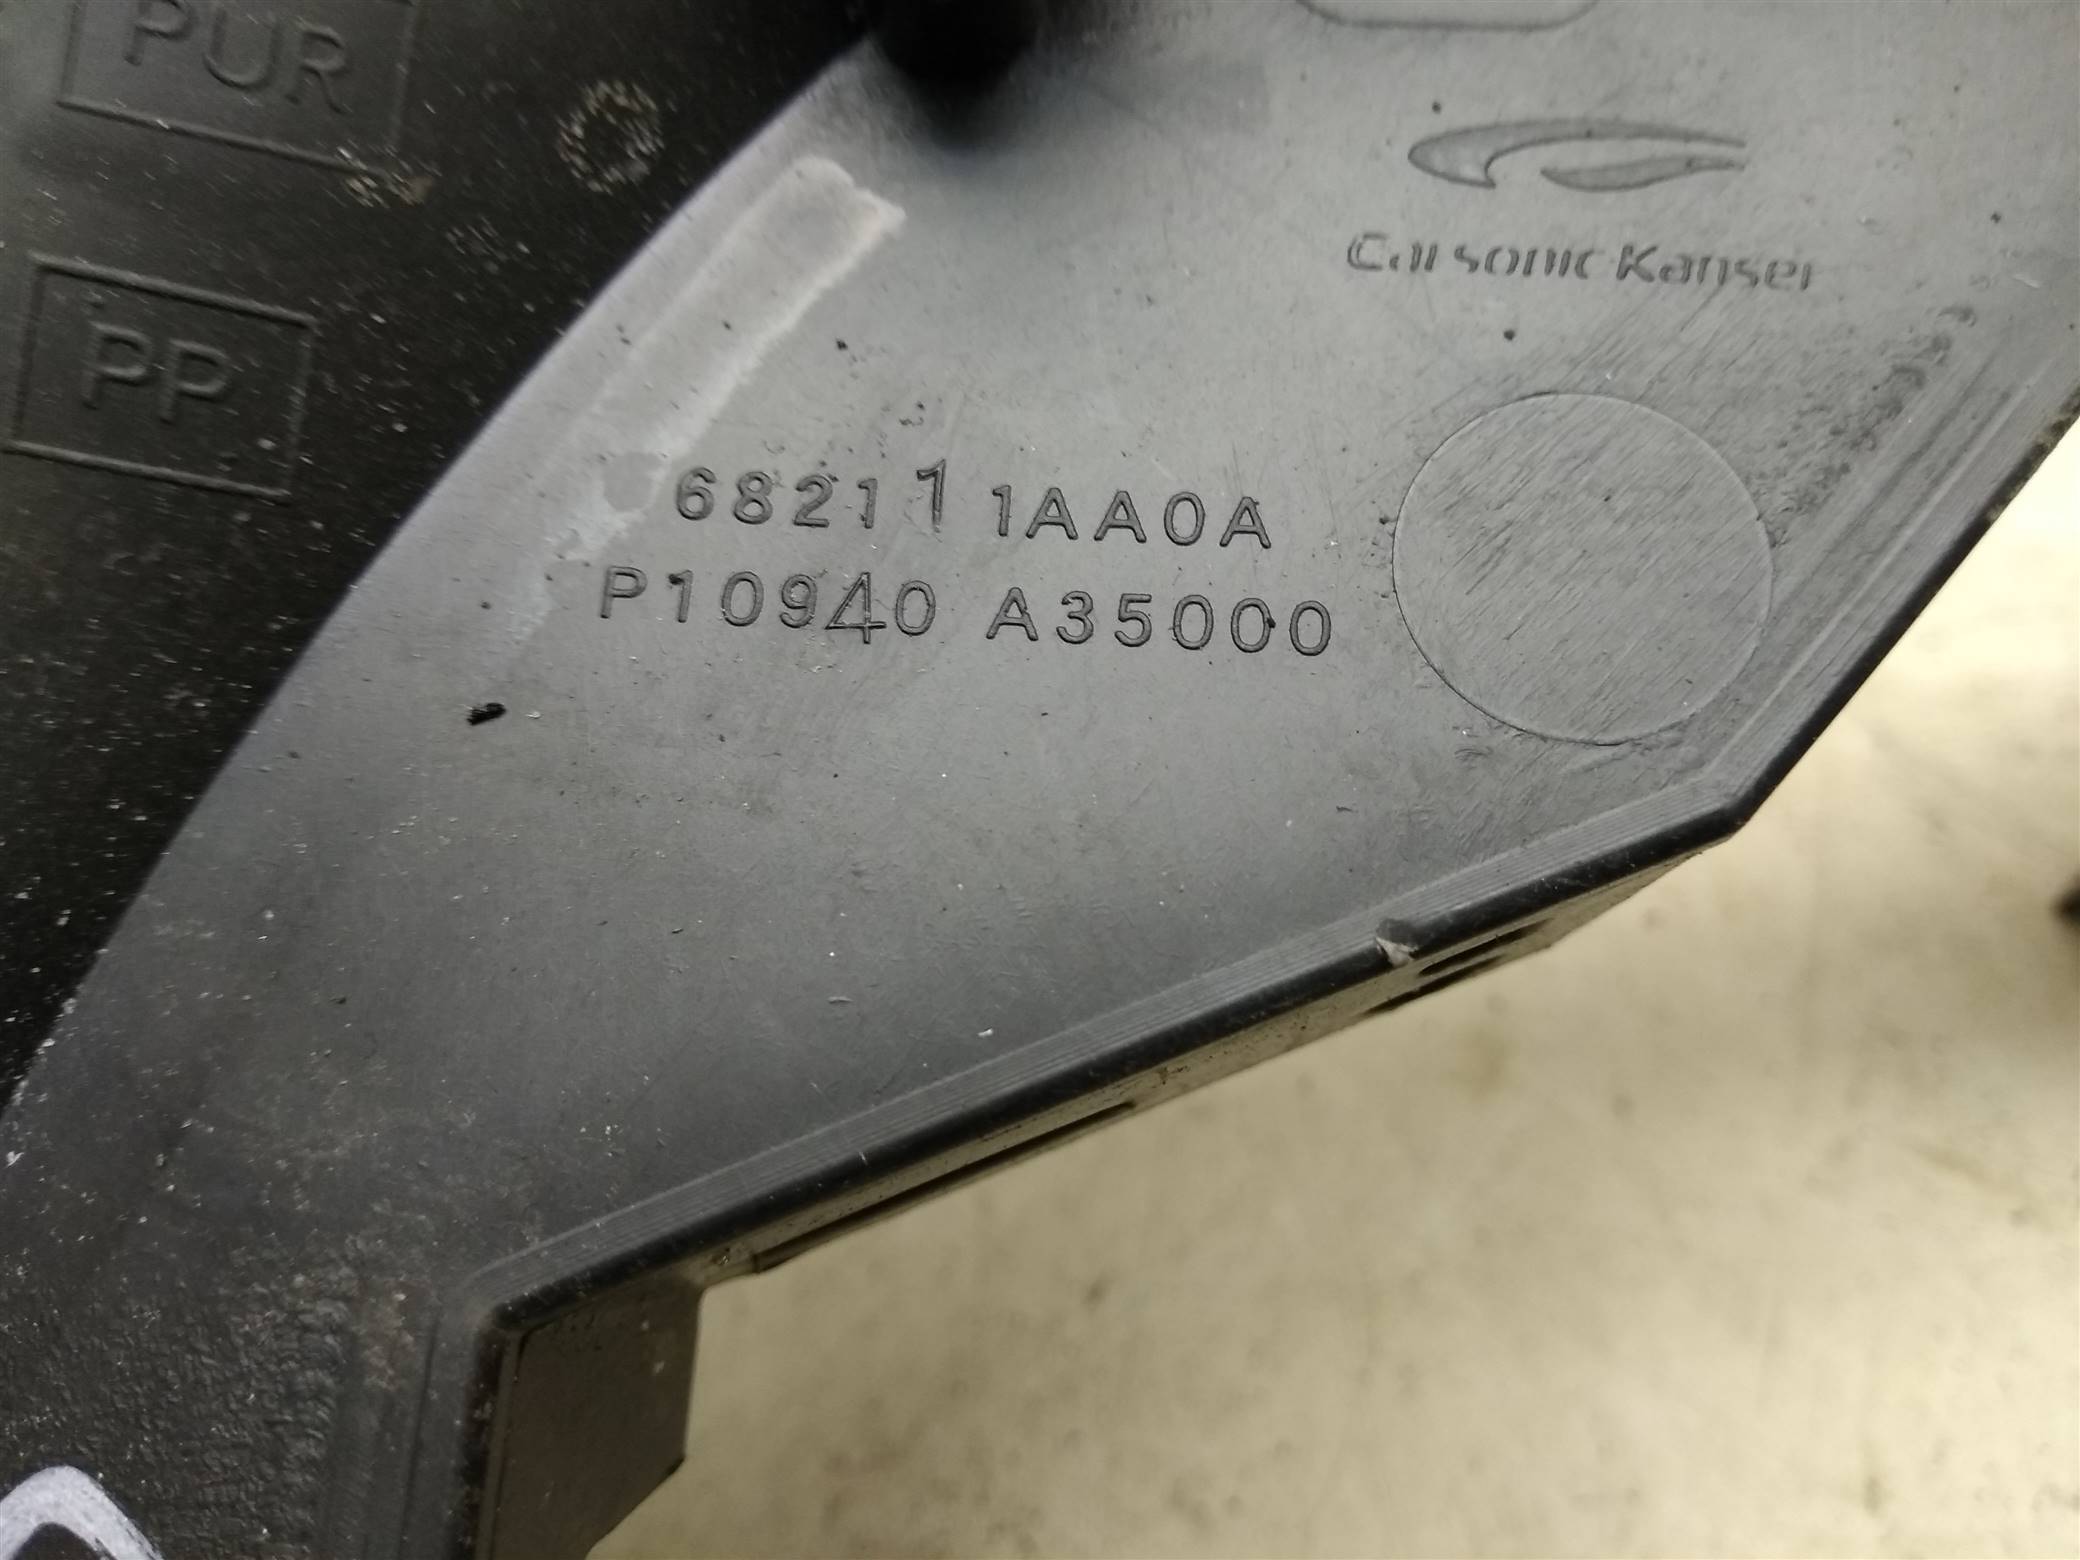 PUR
PP
Calsonic Kansei
68211 1AA0A
P10940 A35000